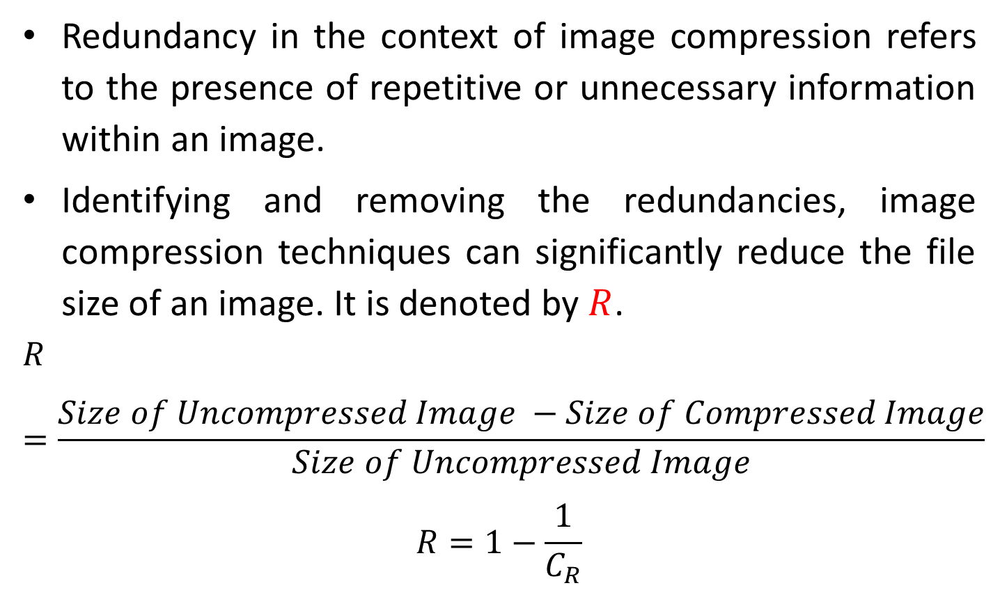 • Redundancy in the context of image compression refers
to the presence of repetitive or unnecessary information
within an image.
• Identifying and removing the redundancies, image
compression techniques can significantly reduce the file
size of an image. It is denoted by R.
R
= (Size of Uncompressed Image − Size of Compressed Image) / (Size of Uncompressed Image)
R = 1 − 1/C_R